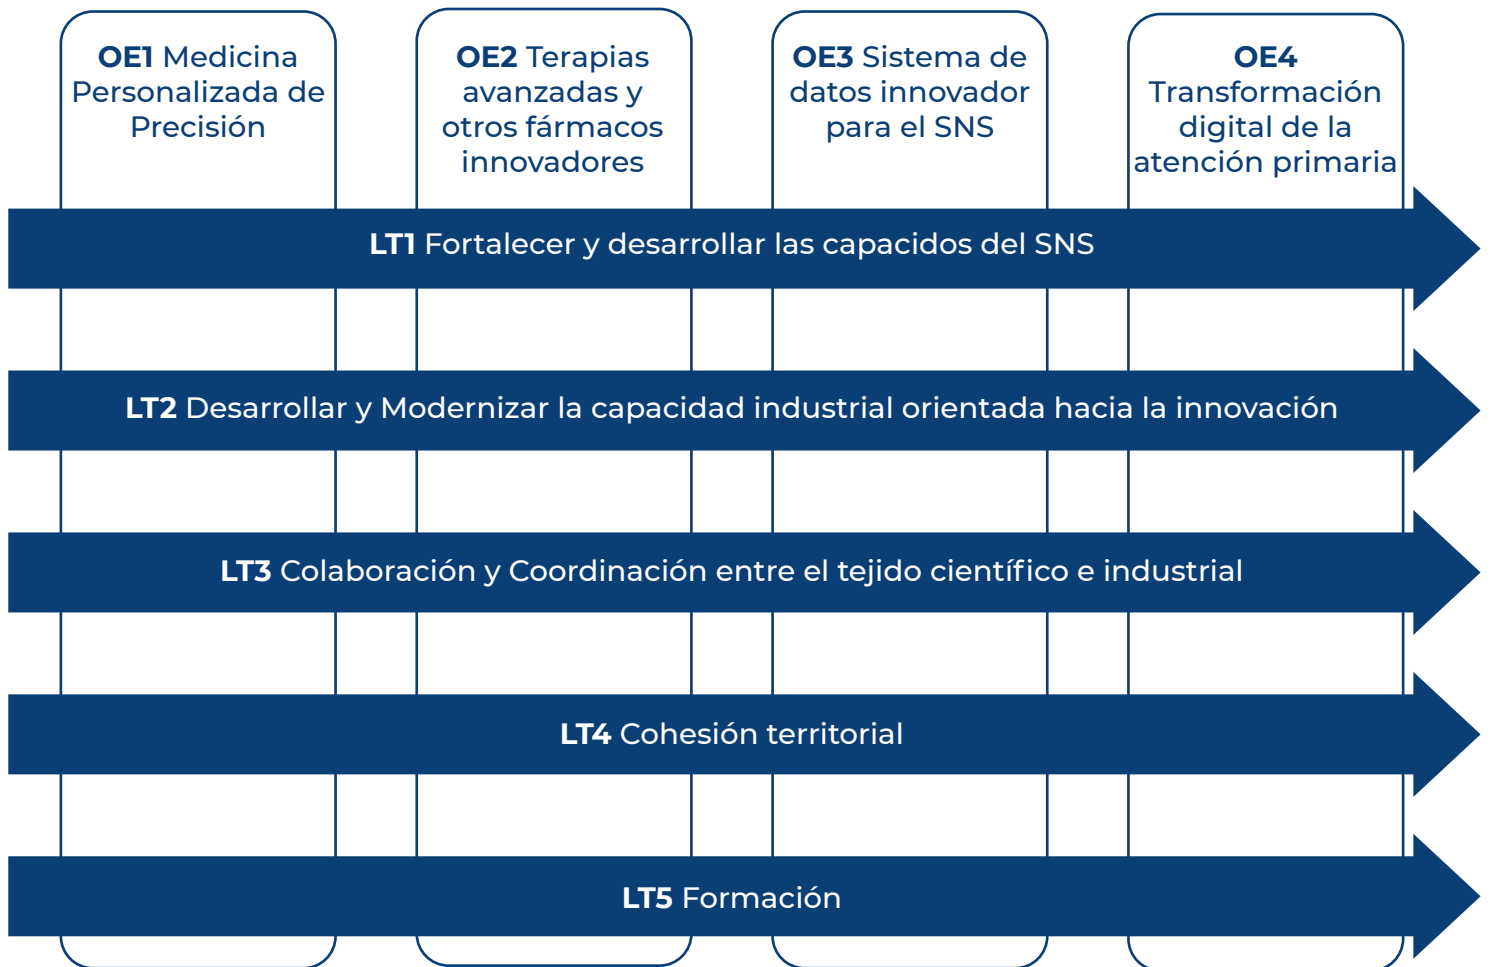 OE1 Medicina
Personalizada de
Precisión
OE2 Terapias
avanzadas y
otros fármacos
innovadores
OE3 Sistema de
datos innovador
para el SNS
OE4
Transformación
digital de la
atención primaria
LT1 Fortalecer y desarrollar las capacidos del SNS
LT2 Desarrollar y Modernizar la capacidad industrial orientada hacia la innovación
LT3 Colaboración y Coordinación entre el tejido científico e industrial
LT4 Cohesión territorial
LT5 Formación